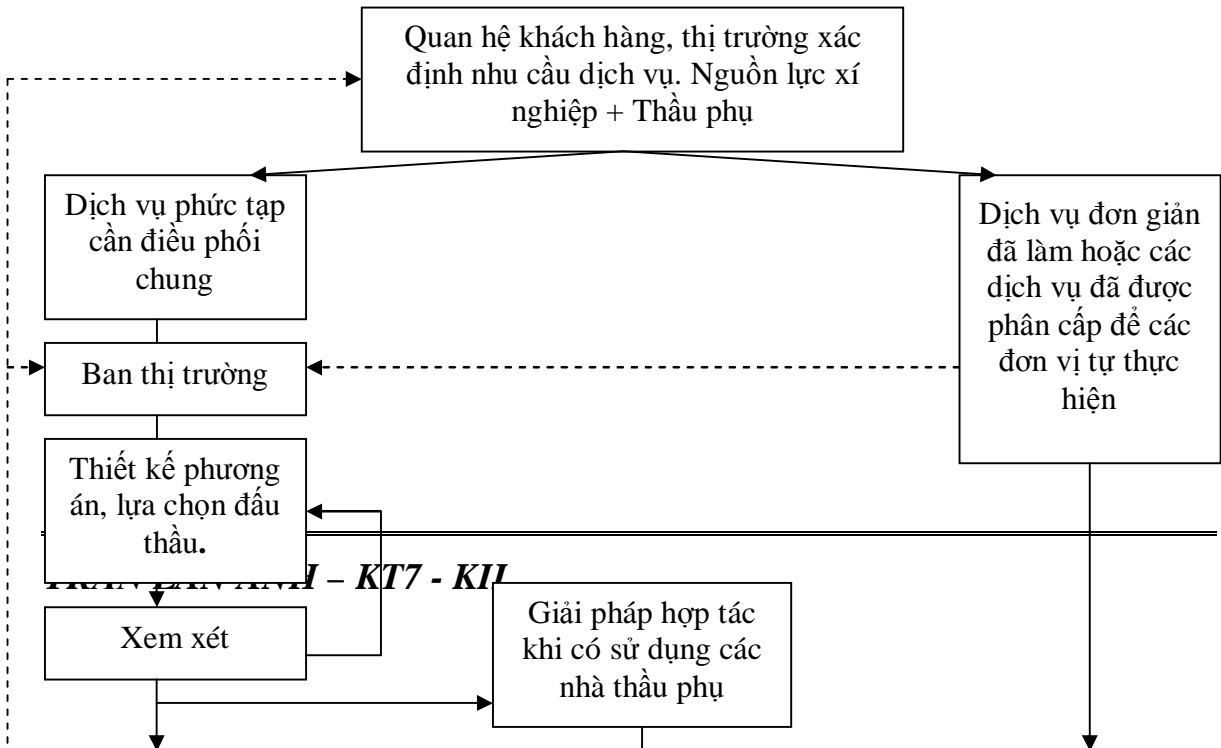 Quan hệ khách hàng, thị trường xác
định nhu cầu dịch vụ. Nguồn lực xí
nghiệp + Thầu phụ
Dịch vụ phức tạp
cần điều phối
chung
Dịch vụ đơn giản
đã làm hoặc các
dịch vụ đã được
phân cấp để các
đơn vị tự thực
hiện
Ban thị trường
Thiết kế phương
án, lựa chọn đấu
thầu.
– KT7 - KII
Xem xét
Giải pháp hợp tác
khi có sử dụng các
nhà thầu phụ